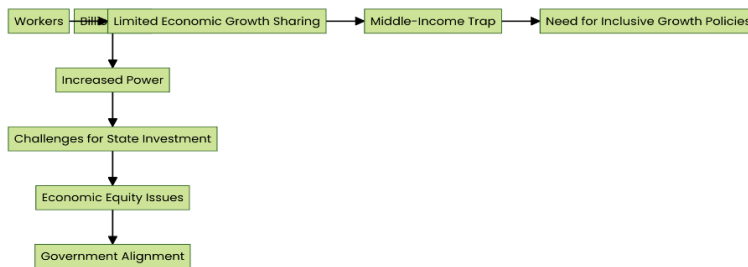 Workers
Limited Economic Growth Sharing
Middle-Income Trap
Need for Inclusive Growth Policies
Increased Power
Challenges for State Investment
Economic Equity Issues
Government Alignment